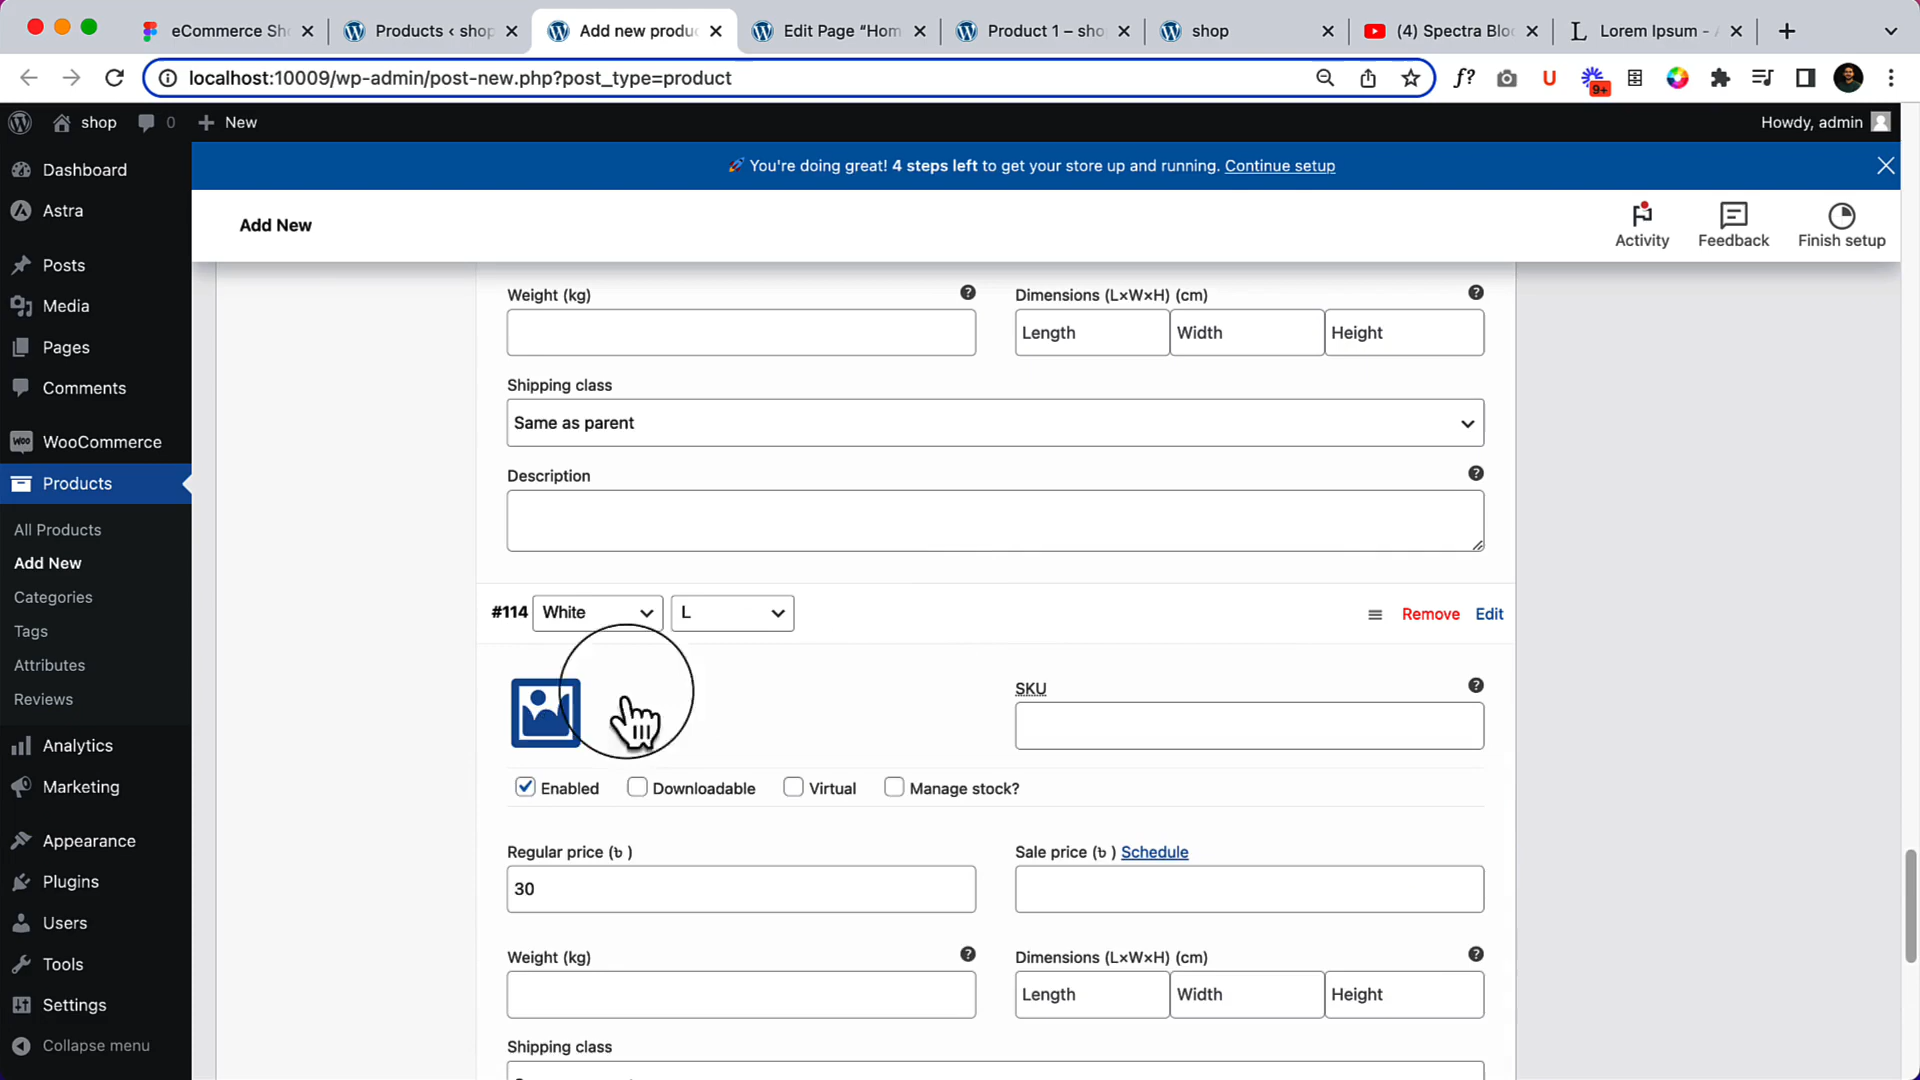 eCommerce Sh
Products ‹ shop
Add new produ
Edit Page “Hom
Product 1 – sho
shop
(4) Spectra Blo
Lorem Ipsum - A
localhost:10009/wp-admin/post-new.php?post_type=product
f?
U
9+
shop
0
New
Howdy, admin
🚀 You're doing great! 4 steps left to get your store up and running. Continue setup
Dashboard
Astra
Posts
Media
Pages
Comments
WooCommerce
Products
All Products
Add New
Categories
Tags
Attributes
Reviews
Analytics
Marketing
Appearance
Plugins
Users
Tools
Settings
Collapse menu
Add New
Activity
Feedback
Finish setup
Weight (kg)
Dimensions (L×W×H) (cm)
Length
Width
Height
Shipping class
Same as parent
Description
#114
White
L
Remove
Edit
SKU
Enabled
Downloadable
Virtual
Manage stock?
Regular price (৳ )
Sale price (৳ ) Schedule
30
Weight (kg)
Dimensions (L×W×H) (cm)
Length
Width
Height
Shipping class